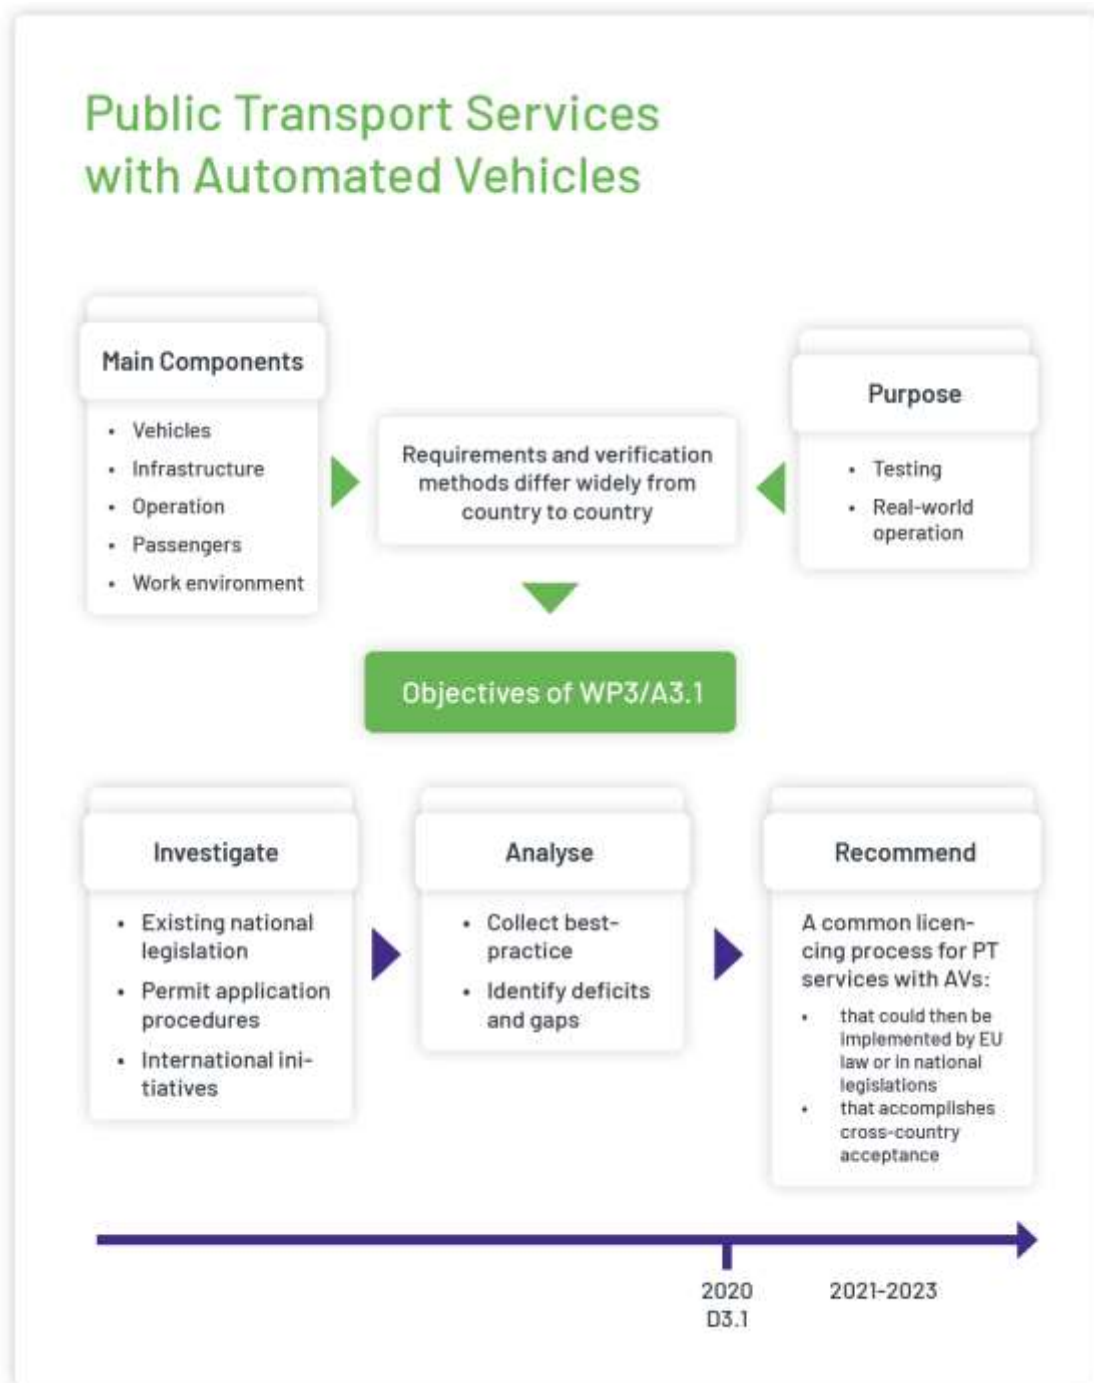 Public Transport Services
with Automated Vehicles
Main Components
• Vehicles
• Infrastructure
• Operation
• Passengers
• Work environment
Requirements and verification
methods differ widely from
country to country
Purpose
• Testing
• Real-world
operation
Objectives of WP3/A3.1
Investigate
• Existing national
legislation
• Permit application
procedures
• International ini-
tiatives
Analyse
• Collect best-
practice
• Identify deficits
and gaps
Recommend
A common licen-
cing process for PT
services with AVs:
• that could then be
implemented by EU
law or in national
legislations
• that accomplishes
cross-country
acceptance
2020
D3.1
2021-2023